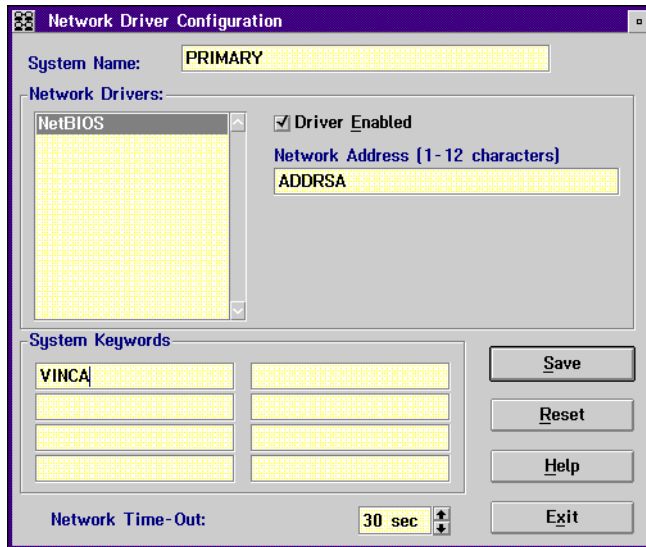 Network Driver Configuration
System Name: PRIMARY
Network Drivers:
NetBIOS
Driver Enabled
Network Address (1-12 characters)
ADDRSA
System Keywords
VINCA
Save
Reset
Help
Network Time-Out: 30 sec
Exit